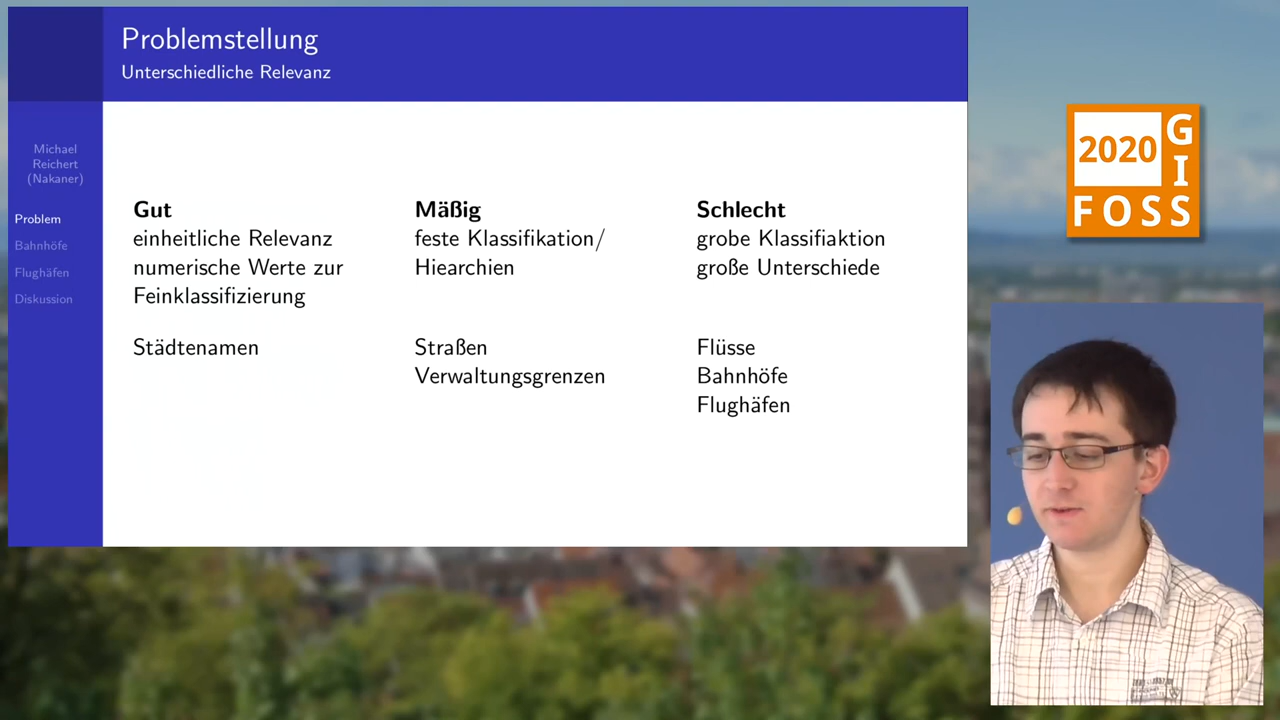 Problemstellung
Unterschiedliche Relevanz
Michael
Reichert
(Nakaner)
Problem
Bahnhöfe
Flughäfen
Diskussion
Gut
einheitliche Relevanz
numerische Werte zur
Feinklassifizierung
Städtenamen
Mäßig
feste Klassifikation/
Hiearchien
Straßen
Verwaltungsgrenzen
Schlecht
grobe Klassifiaktion
große Unterschiede
Flüsse
Bahnhöfe
Flughäfen
2020
G
I
FOSS